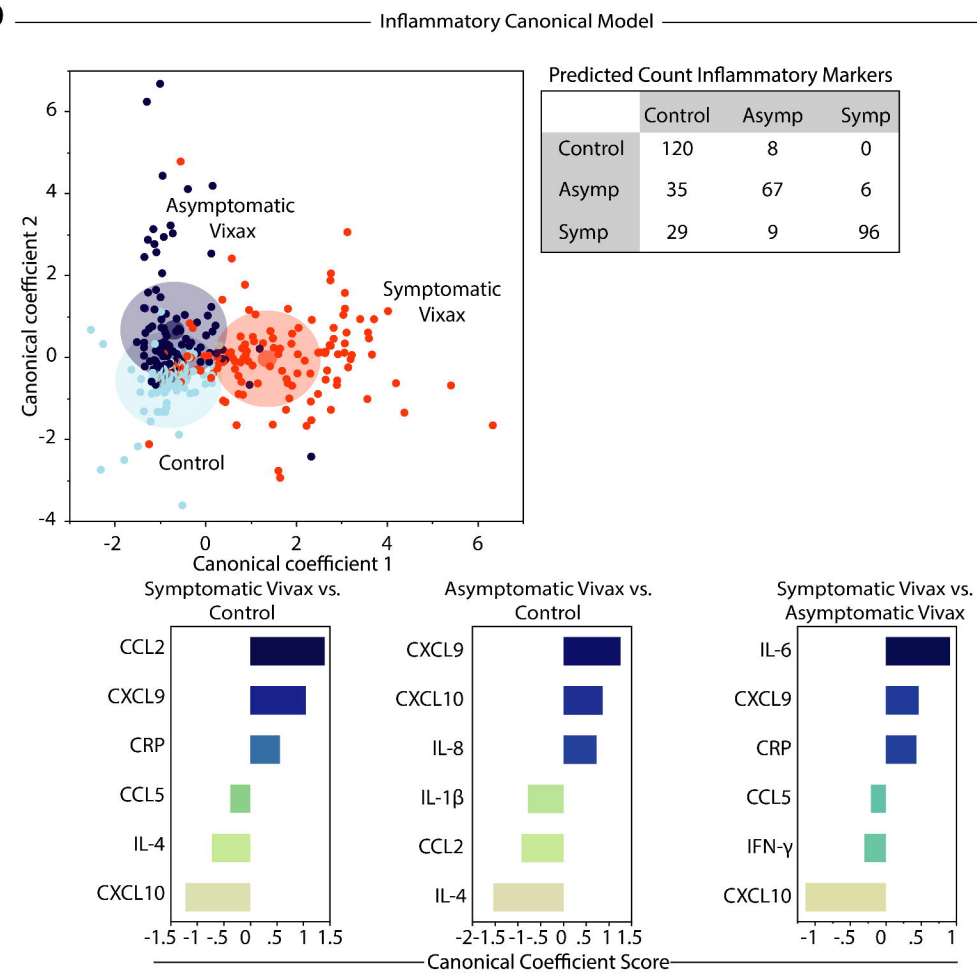 Inflammatory Canonical Model
Predicted Count Inflammatory Markers
Control Asymp Symp
Control 120 8 0
Asymp 35 67 6
Symp 29 9 96
Canonical coefficient 2
6
4
2
0
-2
-4
Asymptomatic
Vixax
Symptomatic
Vixax
Control
-2 0 2 4 6
Canonical coefficient 1
Symptomatic Vivax vs.
Control
CCL2
CXCL9
CRP
CCL5
IL-4
CXCL10
-1.5 -1 -.5 0 .5 1 1.5
Asymptomatic Vivax vs.
Control
CXCL9
CXCL10
IL-8
IL-1β
CCL2
IL-4
-2 -1.5 -1 -.5 0 .5 1 1.5
Symptomatic Vivax vs.
Asymptomatic Vivax
IL-6
CXCL9
CRP
CCL5
IFN-γ
CXCL10
-1 -.5 0 .5 1
Canonical Coefficient Score